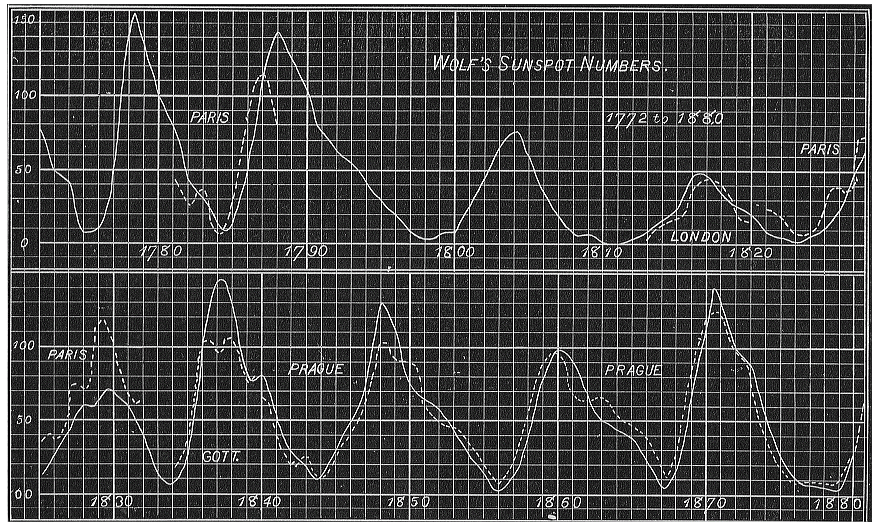 150
WOLF'S SUNSPOT NUMBERS.
100
PARIS
1772 to 1880
PARIS
50
LONDON
0
1780 1790 1800 1810 1820
100
PARIS
PRAGUE
PRAGUE
50
GOTT.
00
1830 1840 1850 1860 1870 1880